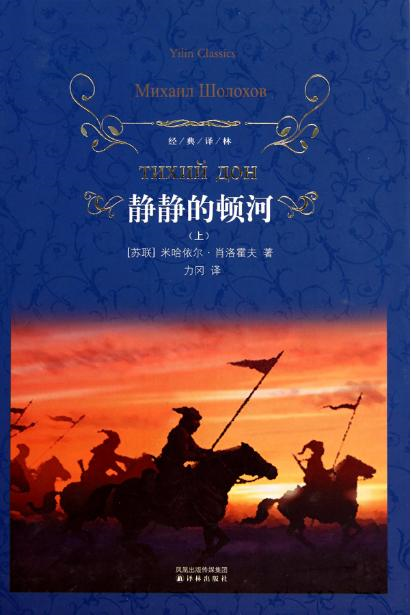 Yilin Classics
Михаил Шолохов
经/典/译/林
ТИХИЙ ДОН
静静的顿河
（上）
[苏联] 米哈依尔·肖洛霍夫 著
力冈 译
凤凰出版传媒集团
译林出版社